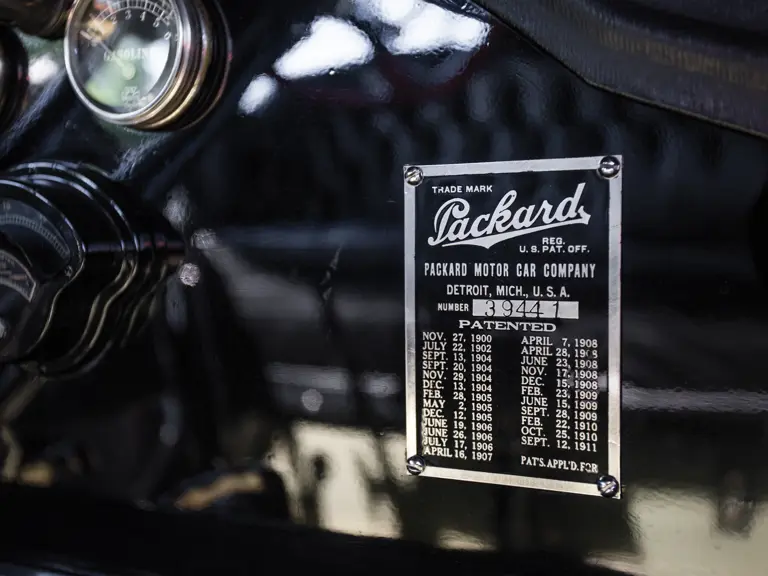 GASOLINE
TRADE MARK
Packard
REG.
U.S. PAT. OFF.
PACKARD MOTOR CAR COMPANY
DETROIT, MICH., U.S.A.
NUMBER 39441
PATENTED
NOV. 27, 1900
JULY 22, 1902
SEPT. 13, 1904
SEPT. 20, 1904
NOV. 29, 1904
DEC. 13, 1904
FEB. 28, 1905
MAY 2, 1905
DEC. 12, 1905
JUNE 19, 1906
JUNE 26, 1906
JULY 17, 1906
APRIL 16, 1907
APRIL 7, 1908
APRIL 28, 1908
JUNE 23, 1908
NOV. 17, 1908
DEC. 15, 1908
FEB. 23, 1909
JUNE 15, 1909
SEPT. 28, 1909
FEB. 22, 1910
OCT. 25, 1910
SEPT. 12, 1911
PAT'S. APPL'D. FOR